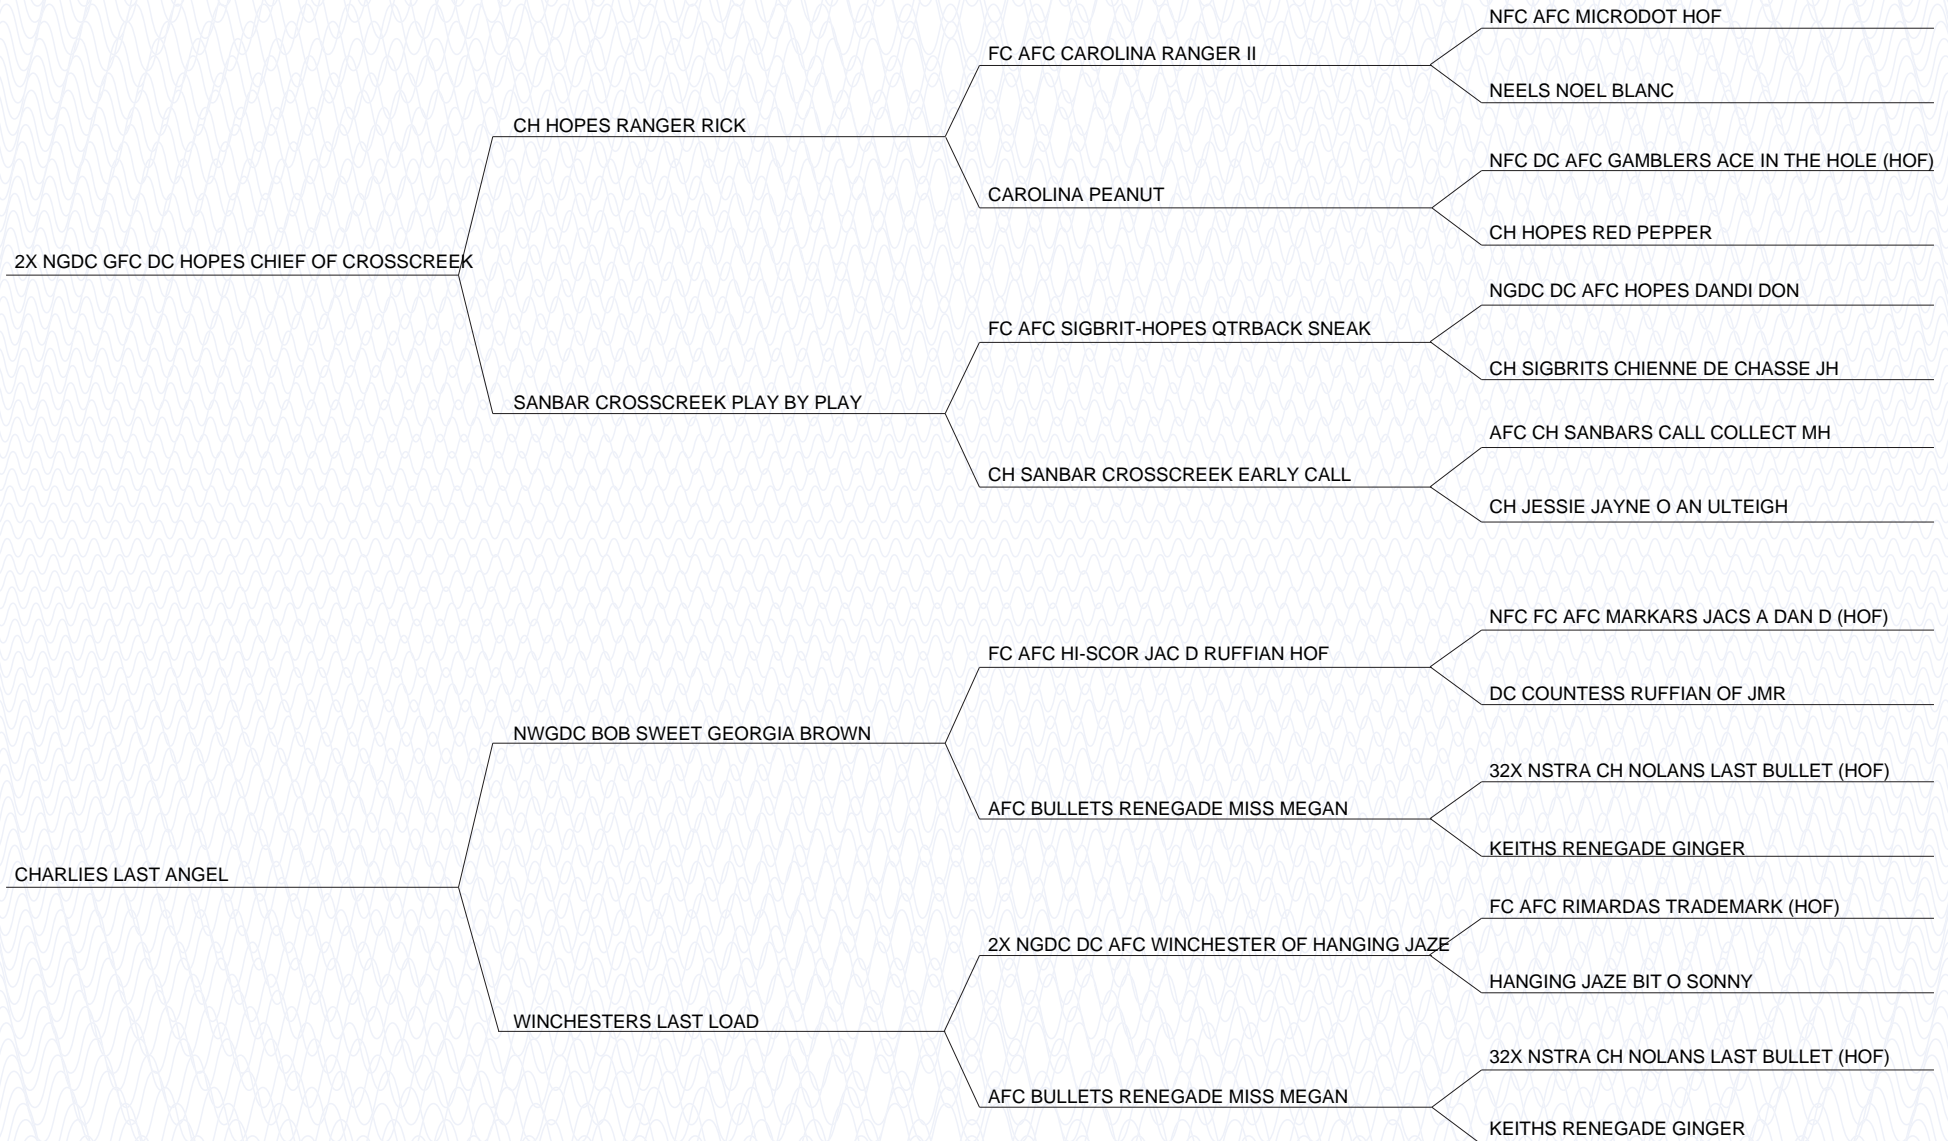 NFC AFC MICRODOT HOF
FC AFC CAROLINA RANGER II
NEELS NOEL BLANC
CH HOPES RANGER RICK
NFC DC AFC GAMBLERS ACE IN THE HOLE (HOF)
CAROLINA PEANUT
CH HOPES RED PEPPER
2X NGDC GFC DC HOPES CHIEF OF CROSSCREEK
NGDC DC AFC HOPES DANDI DON
FC AFC SIGBRIT-HOPES QTRBACK SNEAK
CH SIGBRITS CHIENNE DE CHASSE JH
SANBAR CROSSCREEK PLAY BY PLAY
AFC CH SANBARS CALL COLLECT MH
CH SANBAR CROSSCREEK EARLY CALL
CH JESSIE JAYNE O AN ULTEIGH
NFC FC AFC MARKARS JACS A DAN D (HOF)
FC AFC HI-SCOR JAC D RUFFIAN HOF
DC COUNTESS RUFFIAN OF JMR
NWGDC BOB SWEET GEORGIA BROWN
32X NSTRA CH NOLANS LAST BULLET (HOF)
AFC BULLETS RENEGADE MISS MEGAN
KEITHS RENEGADE GINGER
CHARLIES LAST ANGEL
FC AFC RIMARDAS TRADEMARK (HOF)
2X NGDC DC AFC WINCHESTER OF HANGING JAZE
HANGING JAZE BIT O SONNY
WINCHESTERS LAST LOAD
32X NSTRA CH NOLANS LAST BULLET (HOF)
AFC BULLETS RENEGADE MISS MEGAN
KEITHS RENEGADE GINGER